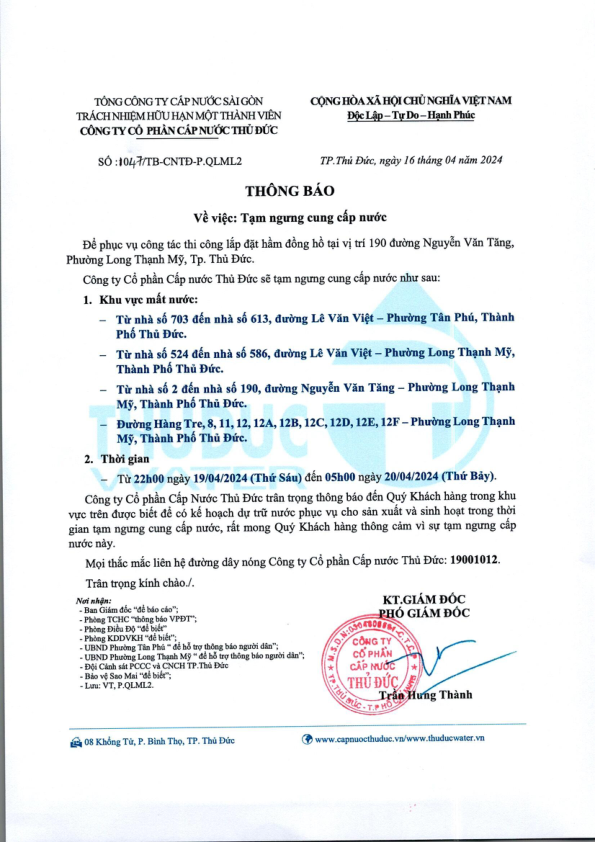 TỔNG CÔNG TY CẤP NƯỚC SÀI GÒN
TRÁCH NHIỆM HỮU HẠN MỘT THÀNH VIÊN
CÔNG TY CỔ PHẦN CẤP NƯỚC THỦ ĐỨC
CỘNG HÒA XÃ HỘI CHỦ NGHĨA VIỆT NAM
Độc Lập – Tự Do – Hạnh Phúc
SỐ :1047/TB-CNTĐ-P.QLML2
TP.Thủ Đức, ngày 16 tháng 04 năm 2024
THÔNG BÁO
Về việc: Tạm ngưng cung cấp nước
Để phục vụ công tác thi công lắp đặt hầm đồng hồ tại vị trí 190 đường Nguyễn Văn Tăng,
Phường Long Thạnh Mỹ, Tp. Thủ Đức.
Công ty Cổ phần Cấp nước Thủ Đức sẽ tạm ngưng cung cấp nước như sau:
1. Khu vực mất nước:
– Từ nhà số 703 đến nhà số 613, đường Lê Văn Việt – Phường Tân Phú, Thành
Phố Thủ Đức.
– Từ nhà số 524 đến nhà số 586, đường Lê Văn Việt – Phường Long Thạnh Mỹ,
Thành Phố Thủ Đức.
– Từ nhà số 2 đến nhà số 190, đường Nguyễn Văn Tăng – Phường Long Thạnh
Mỹ, Thành Phố Thủ Đức.
– Đường Hàng Tre, 8, 11, 12, 12A, 12B, 12C, 12D, 12E, 12F – Phường Long Thạnh
Mỹ, Thành Phố Thủ Đức.
THUDUC
WATER
2. Thời gian
– Từ 22h00 ngày 19/04/2024 (Thứ Sáu) đến 05h00 ngày 20/04/2024 (Thứ Bảy).
Công ty Cổ phần Cấp Nước Thủ Đức trân trọng thông báo đến Quý Khách hàng trong khu
vực trên được biết để có kế hoạch dự trữ nước phục vụ cho sản xuất và sinh hoạt trong thời
gian tạm ngưng cung cấp nước, rất mong Quý Khách hàng thông cảm vì sự tạm ngưng cấp
nước này.
Mọi thắc mắc liên hệ đường dây nóng Công ty Cổ phần Cấp nước Thủ Đức: 19001012.
Trân trọng kính chào./.
Nơi nhận:
- Ban Giám đốc “để báo cáo”;
- Phòng TCHC “thông báo VPĐT”;
- Phòng Điều Độ “để biết”
- Phòng KDDVKH “để biết”;
- UBND Phường Tân Phú “ để hỗ trợ thông báo người dân”;
- UBND Phường Long Thạnh Mỹ “ để hỗ trợ thông báo người dân”;
- Đội Cảnh sát PCCC và CNCH TP.Thủ Đức
- Bảo vệ Sao Mai “để biết”;
- Lưu: VT, P.QLML2.
KT.GIÁM ĐỐC
PHÓ GIÁM ĐỐC
CÔNG TY
CỔ PHẦN
CẤP NƯỚC
THỦ ĐỨC
Trần Hưng Thành
08 Khổng Tử, P. Bình Thọ, TP. Thủ Đức
www.capnuocthuduc.vn/www.thuducwater.vn